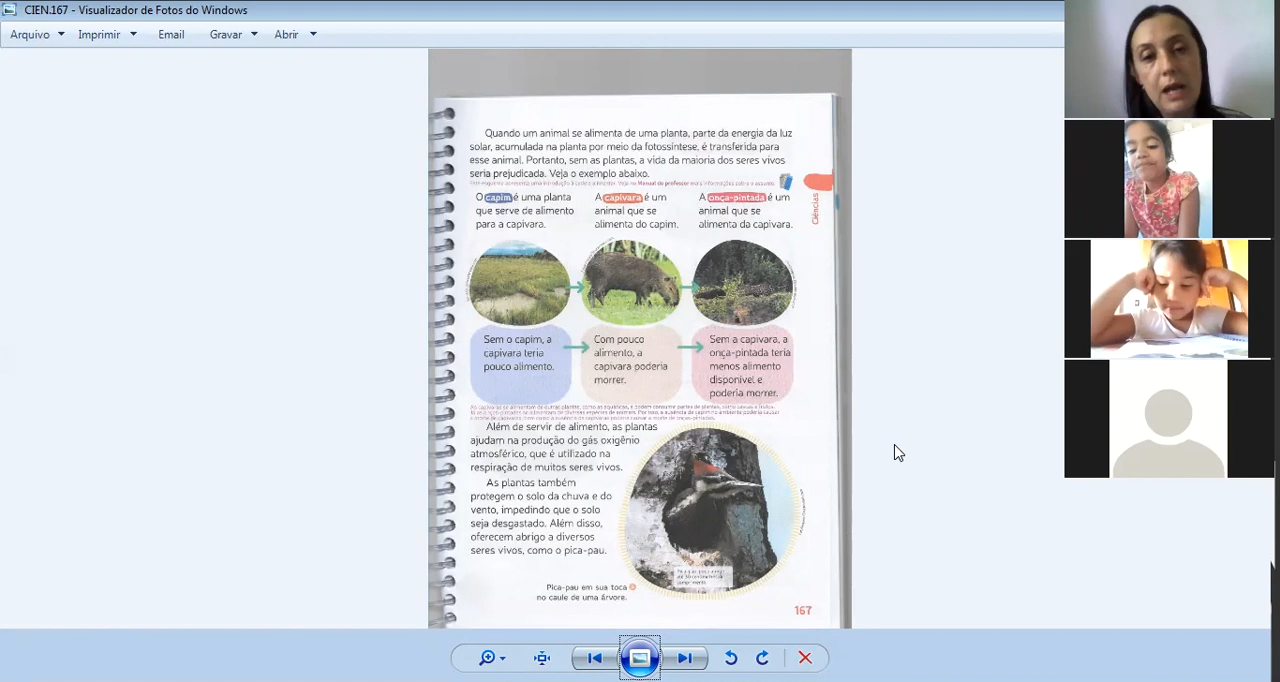 CIEN.167 - Visualizador de Fotos do Windows
Arquivo Imprimir Email Gravar Abrir
Quando um animal se alimenta de uma planta, parte da energia da luz
solar, acumulada na planta por meio da fotossíntese, é transferida para
esse animal. Portanto, sem as plantas, a vida da maioria dos seres vivos
seria prejudicada. Veja o exemplo abaixo.
O capim é uma planta
que serve de alimento
para a capivara.
A capivara é um
animal que se
alimenta do capim.
A onça-pintada é um
animal que se
alimenta da capivara.
Ciências
Sem o capim, a
capivara teria
pouco alimento.
Com pouco
alimento, a
capivara poderia
morrer.
Sem a capivara, a
onça-pintada teria
menos alimento
disponível e
poderia morrer.
Além de servir de alimento, as plantas
ajudam na produção do gás oxigênio
atmosférico, que é utilizado na
respiração de muitos seres vivos.
As plantas também
protegem o solo da chuva e do
vento, impedindo que o solo
seja desgastado. Além disso,
oferecem abrigo a diversos
seres vivos, como o pica-pau.
Pica-pau em sua toca
no caule de uma árvore.
167